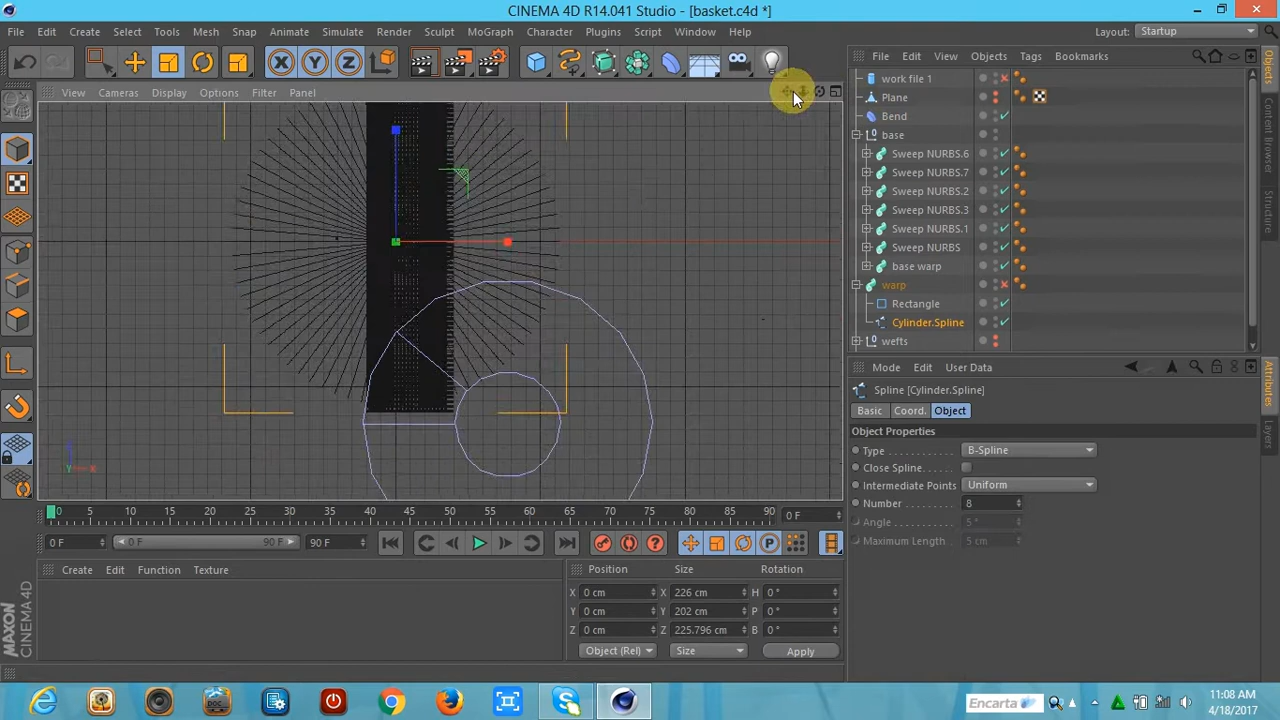 CINEMA 4D R14.041 Studio - [basket.c4d *]
File Edit Create Select Tools Mesh Snap Animate Simulate Render Sculpt MoGraph Character Plugins Script Window Help Layout: Startup
File Edit View Objects Tags Bookmarks
View Cameras Display Options Filter Panel
work file 1
Plane
Bend
base
Sweep NURBS.6
Sweep NURBS.7
Sweep NURBS.2
Sweep NURBS.3
Sweep NURBS.1
Sweep NURBS
base warp
warp
Rectangle
Cylinder.Spline
wefts
Objects
Content Browser
Structure
Mode Edit User Data
Spline [Cylinder.Spline]
Basic Coord. Object
Object Properties
Type B-Spline
Close Spline
Intermediate Points Uniform
Number 8
Angle 5 °
Maximum Length 5 cm
Attributes
Layers
Y X
0 5 10 15 20 25 30 35 40 45 50 55 60 65 70 75 80 85 90 0 F
0 F 0 F 90 F 90 F
Create Edit Function Texture
Position Size Rotation
X 0 cm X 226 cm H 0 °
Y 0 cm Y 202 cm P 0 °
Z 0 cm Z 225.796 cm B 0 °
Object (Rel) Size Apply
MAXON
CINEMA 4D
DOC
Encarta
11:08 AM
4/18/2017